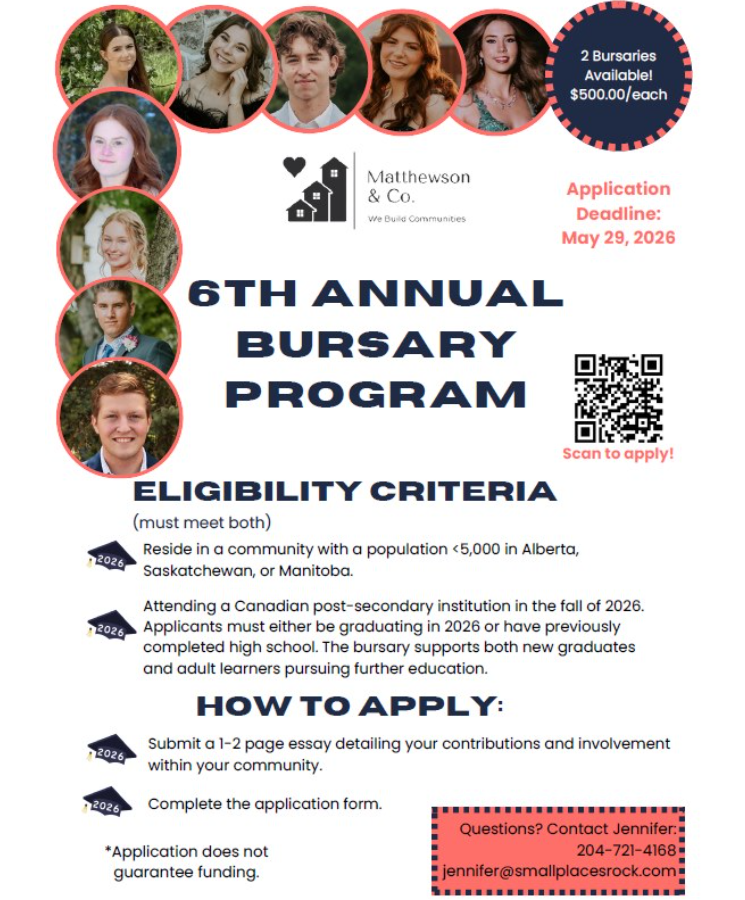 2 Bursaries
Available!
$500.00/each
Matthewson
& Co.
We Build Communities
Application
Deadline:
May 29, 2026
6TH ANNUAL
BURSARY
PROGRAM
Scan to apply!
ELIGIBILITY CRITERIA
(must meet both)
2026
Reside in a community with a population <5,000 in Alberta,
Saskatchewan, or Manitoba.
2026
Attending a Canadian post-secondary institution in the fall of 2026.
Applicants must either be graduating in 2026 or have previously
completed high school. The bursary supports both new graduates
and adult learners pursuing further education.
HOW TO APPLY:
2026
Submit a 1-2 page essay detailing your contributions and involvement
within your community.
2026
Complete the application form.
*Application does not
guarantee funding.
Questions? Contact Jennifer:
204-721-4168
jennifer@smallplacesrock.com